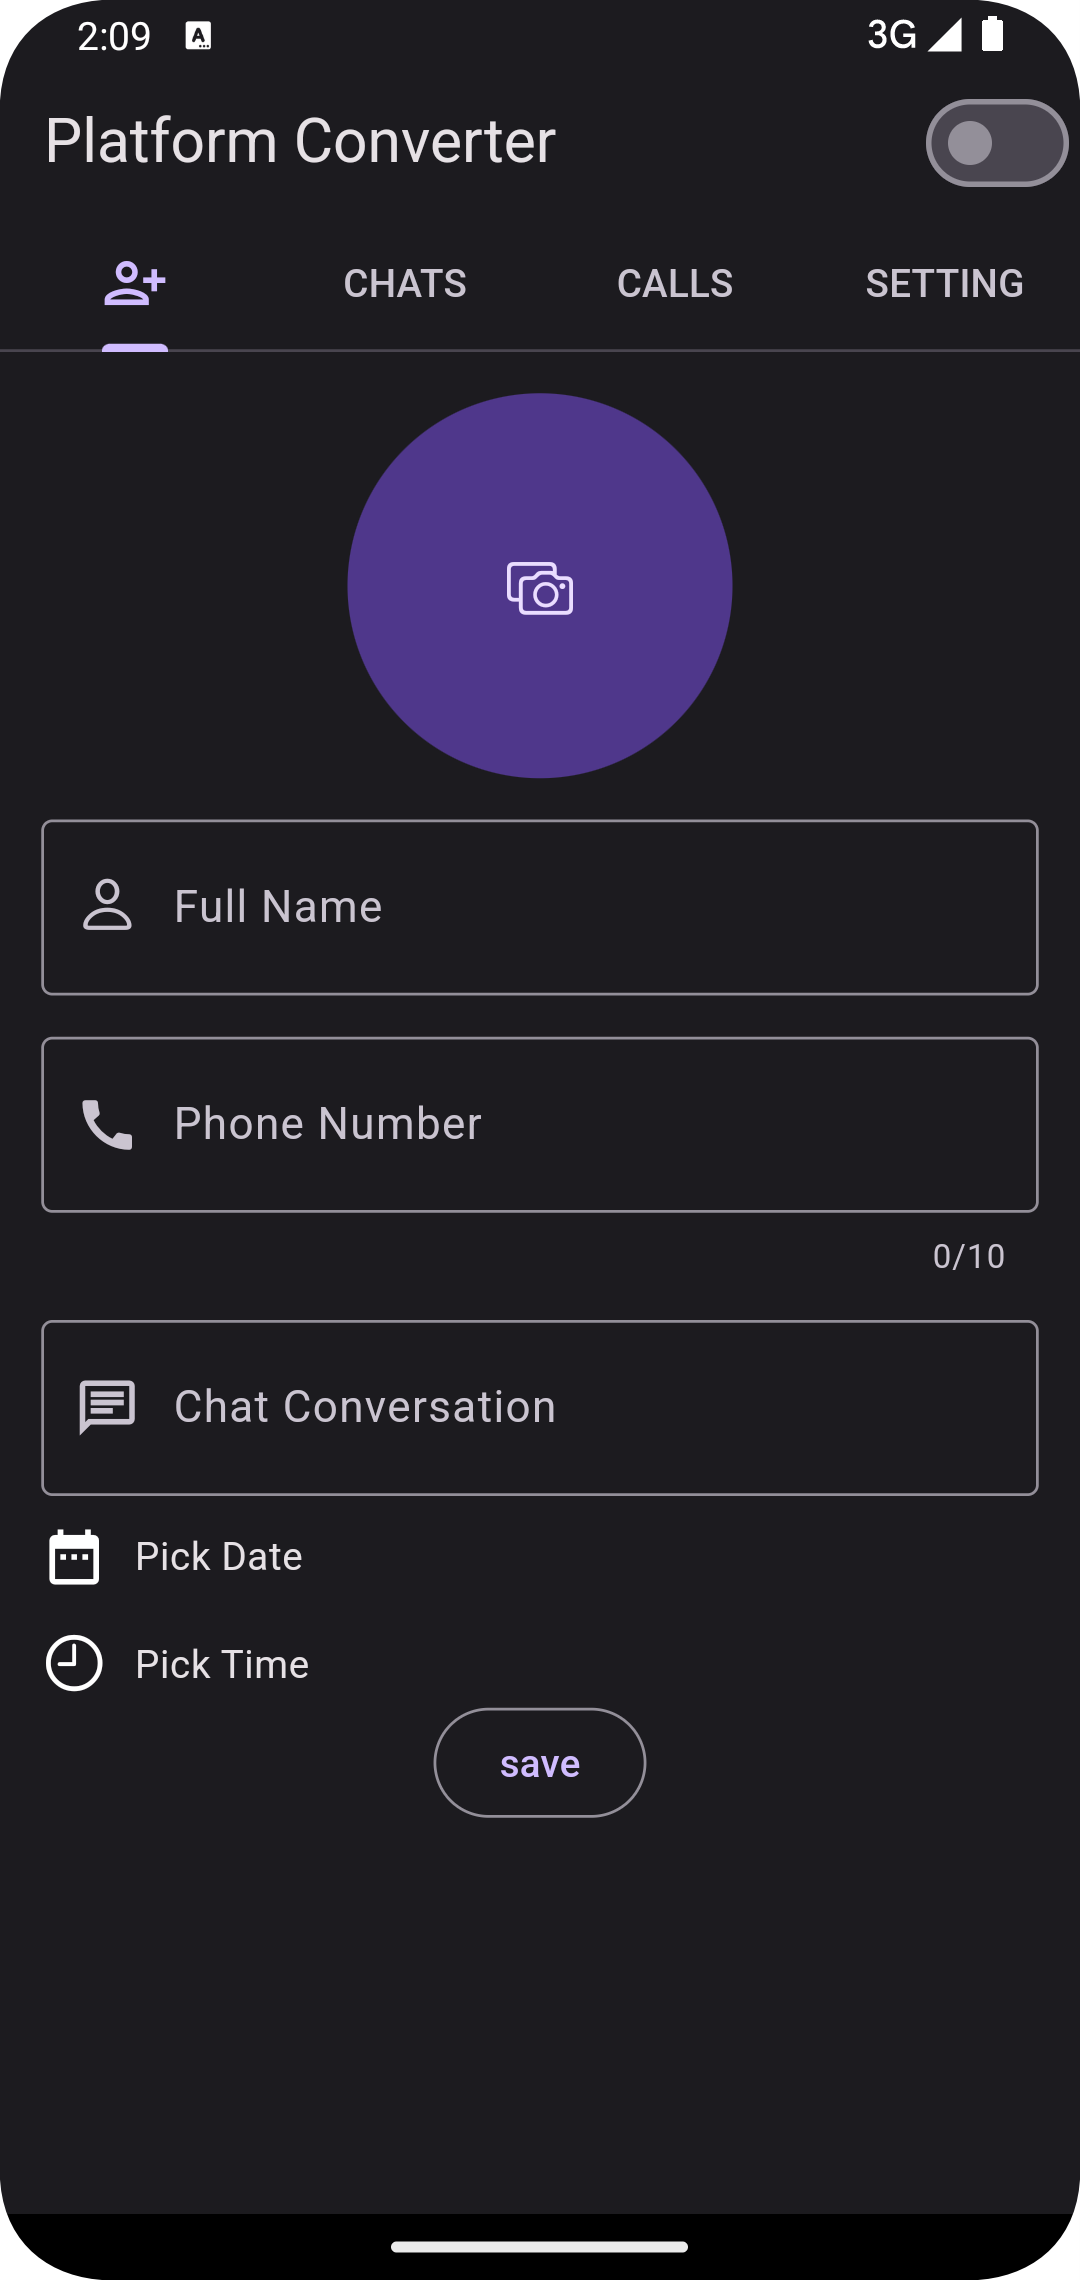 2:09
3G
Platform Converter
CHATS
CALLS
SETTING
Full Name
Phone Number
0/10
Chat Conversation
Pick Date
Pick Time
save